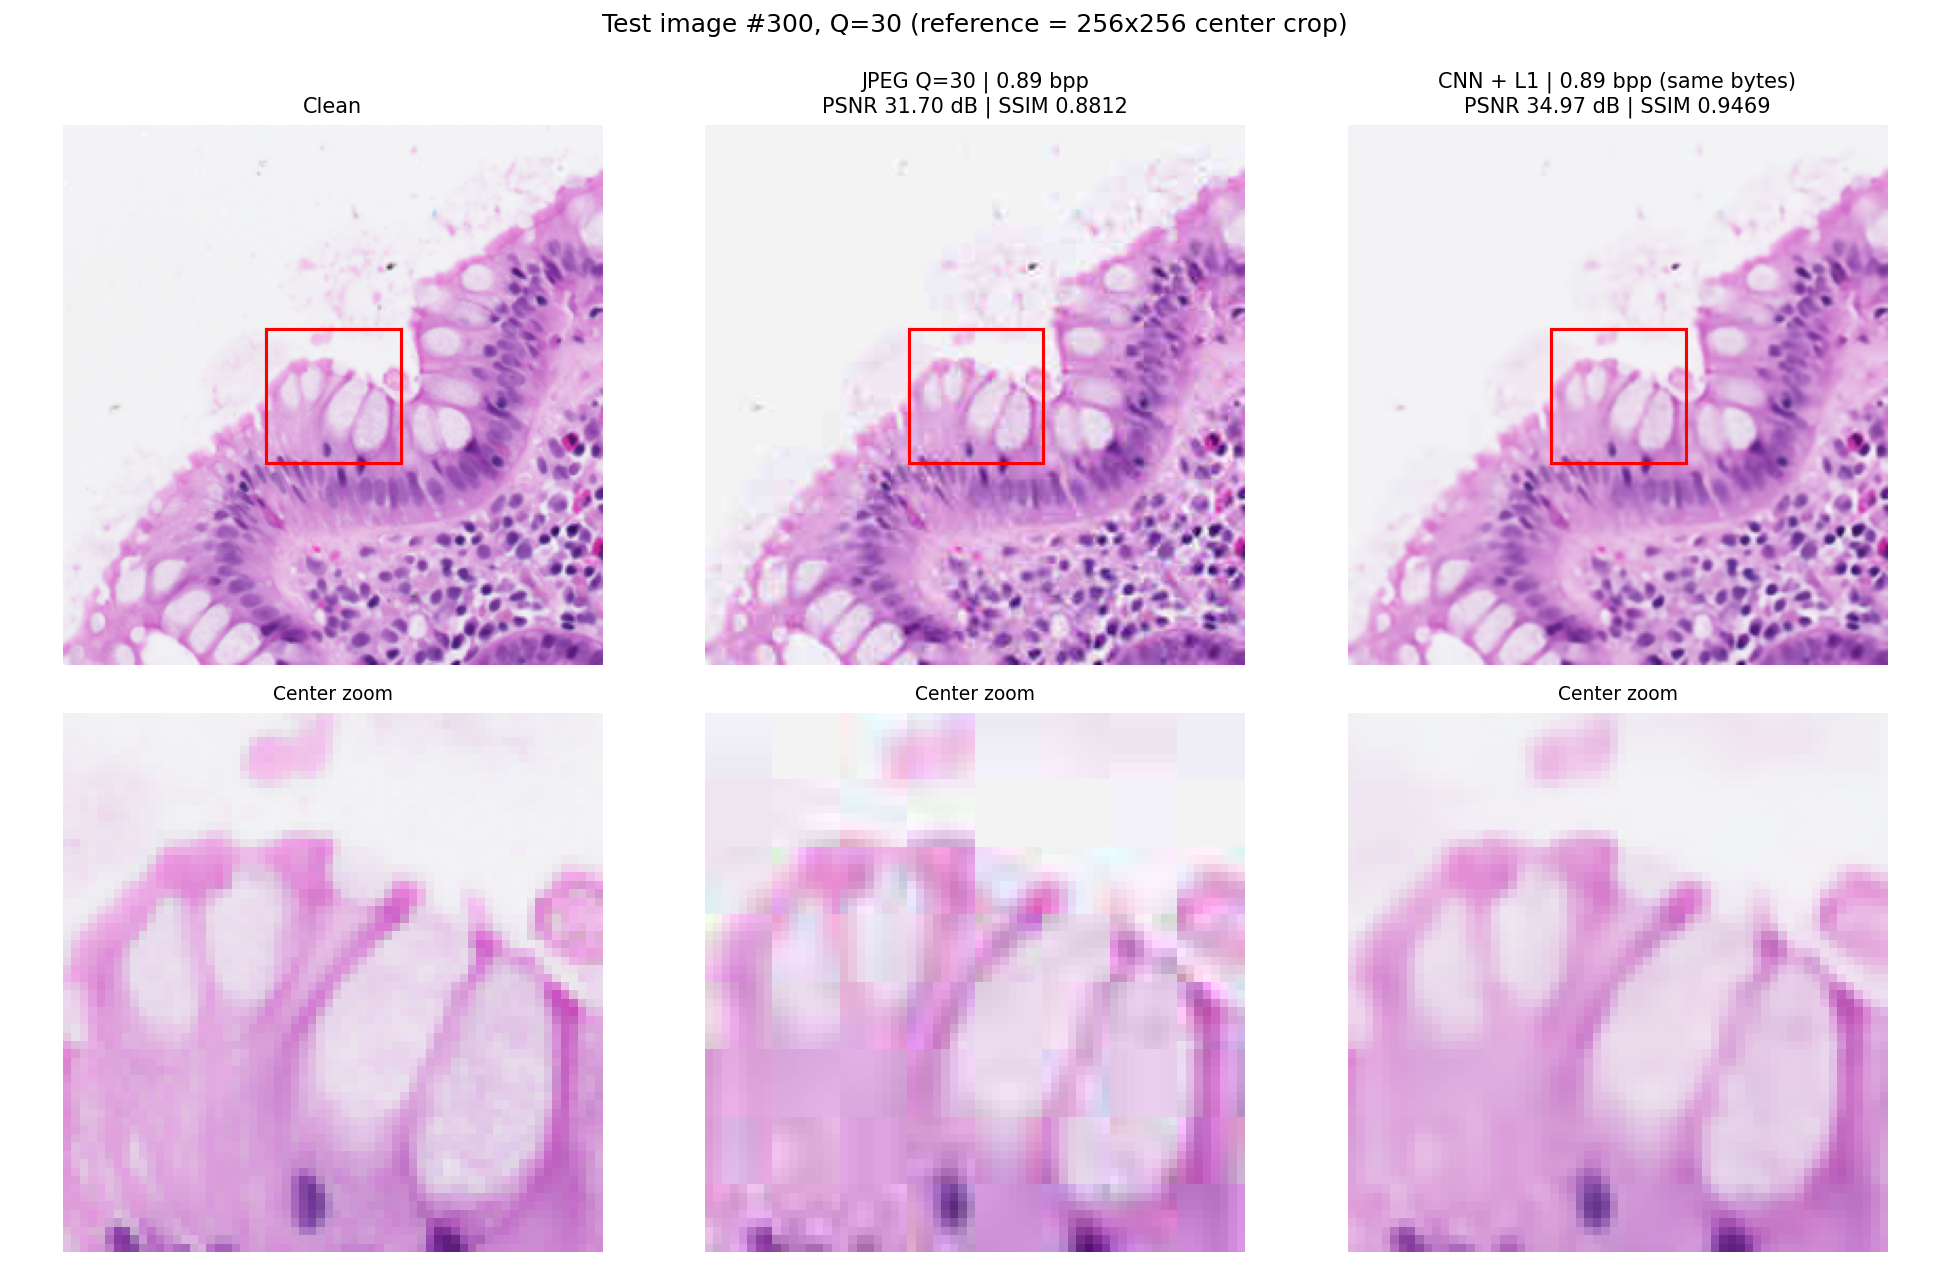 Test image #300, Q=30 (reference = 256x256 center crop)
Clean
JPEG Q=30 | 0.89 bpp
PSNR 31.70 dB | SSIM 0.8812
CNN + L1 | 0.89 bpp (same bytes)
PSNR 34.97 dB | SSIM 0.9469
Center zoom
Center zoom
Center zoom